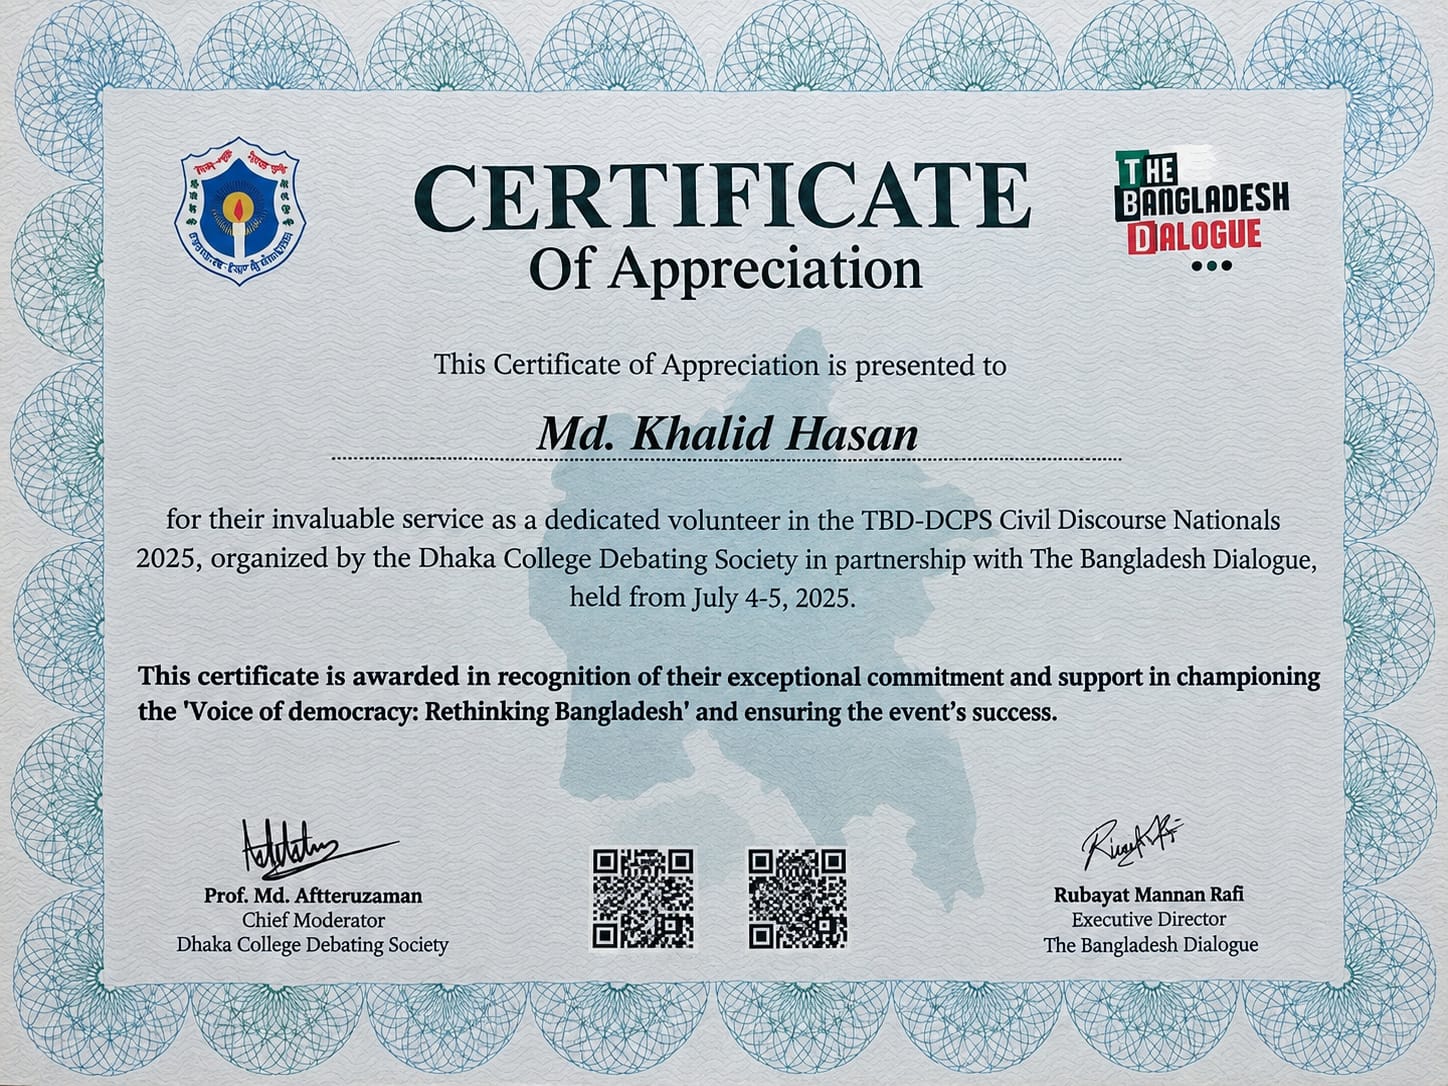 CERTIFICATE
Of Appreciation
THE
BANGLADESH
DIALOGUE
This Certificate of Appreciation is presented to
Md. Khalid Hasan
for their invaluable service as a dedicated volunteer in the TBD-DCPS Civil Discourse Nationals
2025, organized by the Dhaka College Debating Society in partnership with The Bangladesh Dialogue,
held from July 4-5, 2025.
This certificate is awarded in recognition of their exceptional commitment and support in championing
the 'Voice of democracy: Rethinking Bangladesh' and ensuring the event’s success.
Prof. Md. Aftteruzaman
Chief Moderator
Dhaka College Debating Society
Rubayat Mannan Rafi
Executive Director
The Bangladesh Dialogue